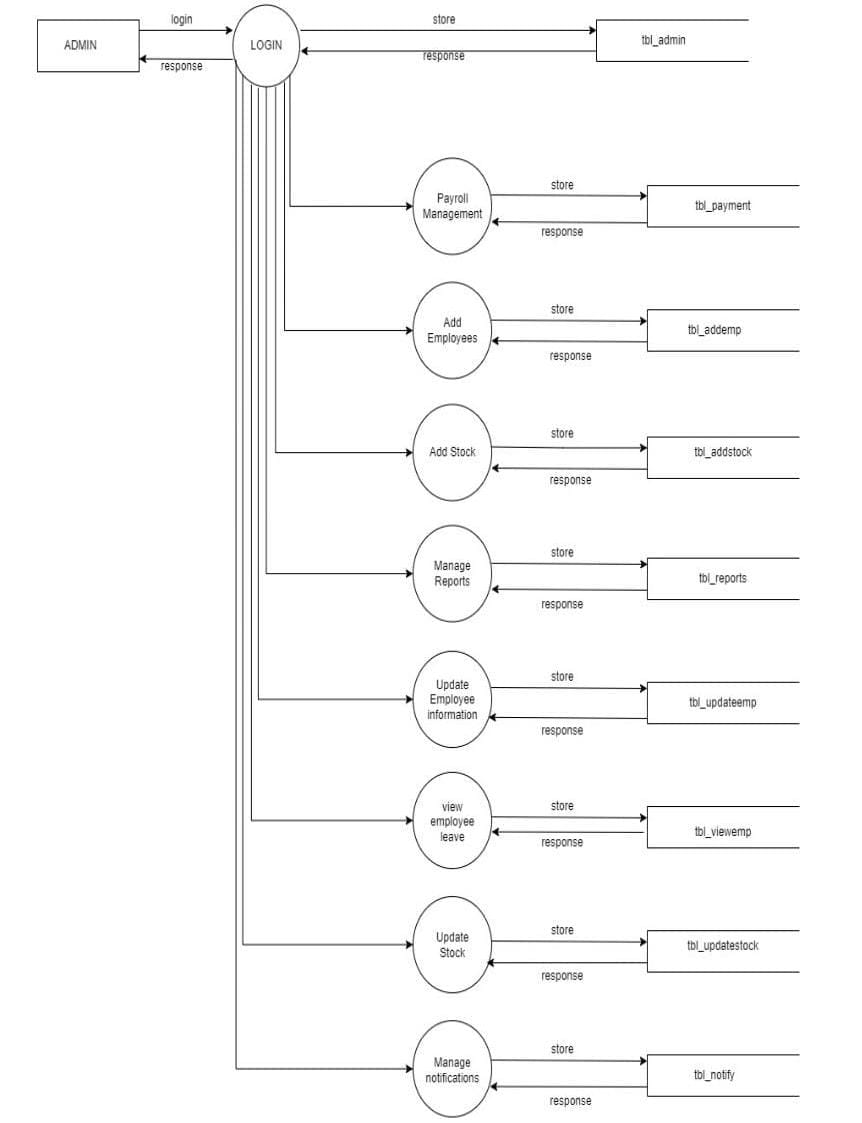 login
store
ADMIN
LOGIN
tbl_admin
response
response
store
Payroll
Management
tbl_payment
response
store
Add
Employees
tbl_addemp
response
store
Add Stock
tbl_addstock
response
store
Manage
Reports
tbl_reports
response
store
Update
Employee
information
tbl_updateemp
response
store
view
employee
leave
tbl_viewemp
response
store
Update
Stock
tbl_updatestock
response
store
Manage
notifications
tbl_notify
response